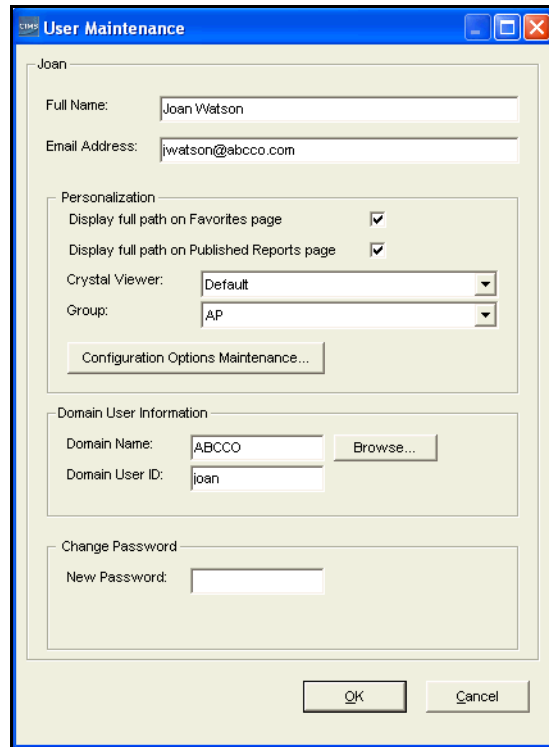 CIMS User Maintenance
Joan
Full Name: Joan Watson
Email Address: jwatson@abcco.com
Personalization
Display full path on Favorites page
Display full path on Published Reports page
Crystal Viewer: Default
Group: AP
Configuration Options Maintenance...
Domain User Information
Domain Name: ABCCO Browse...
Domain User ID: joan
Change Password
New Password:
OK Cancel